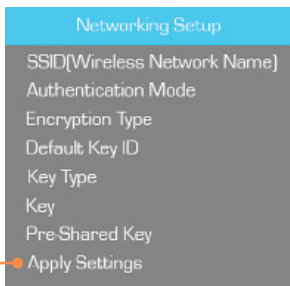 Networking Setup
SSID(Wireless Network Name)
Authentication Mode
Encryption Type
Default Key ID
Key Type
Key
Pre-Shared Key
Apply Settings